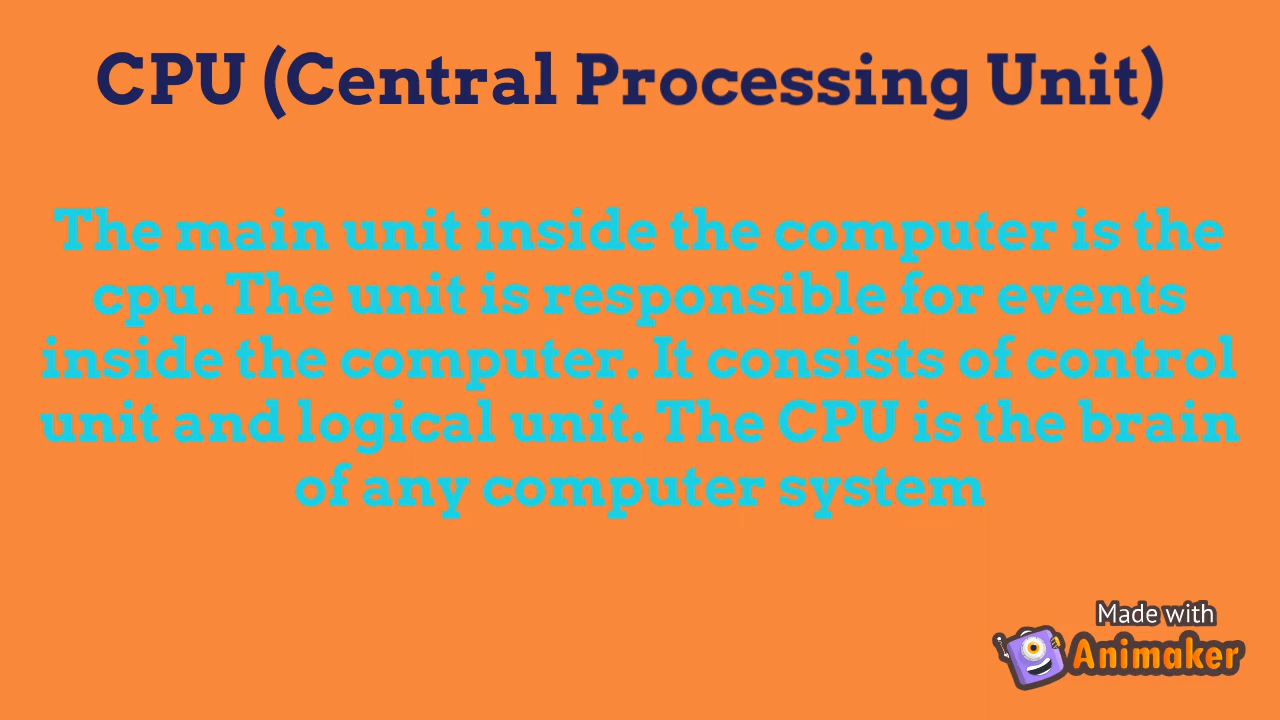 CPU (Central Processing Unit)
The main unit inside the computer is the
cpu. The unit is responsible for events
inside the computer. It consists of control
unit and logical unit. The CPU is the brain
of any computer system
Made with
Animaker